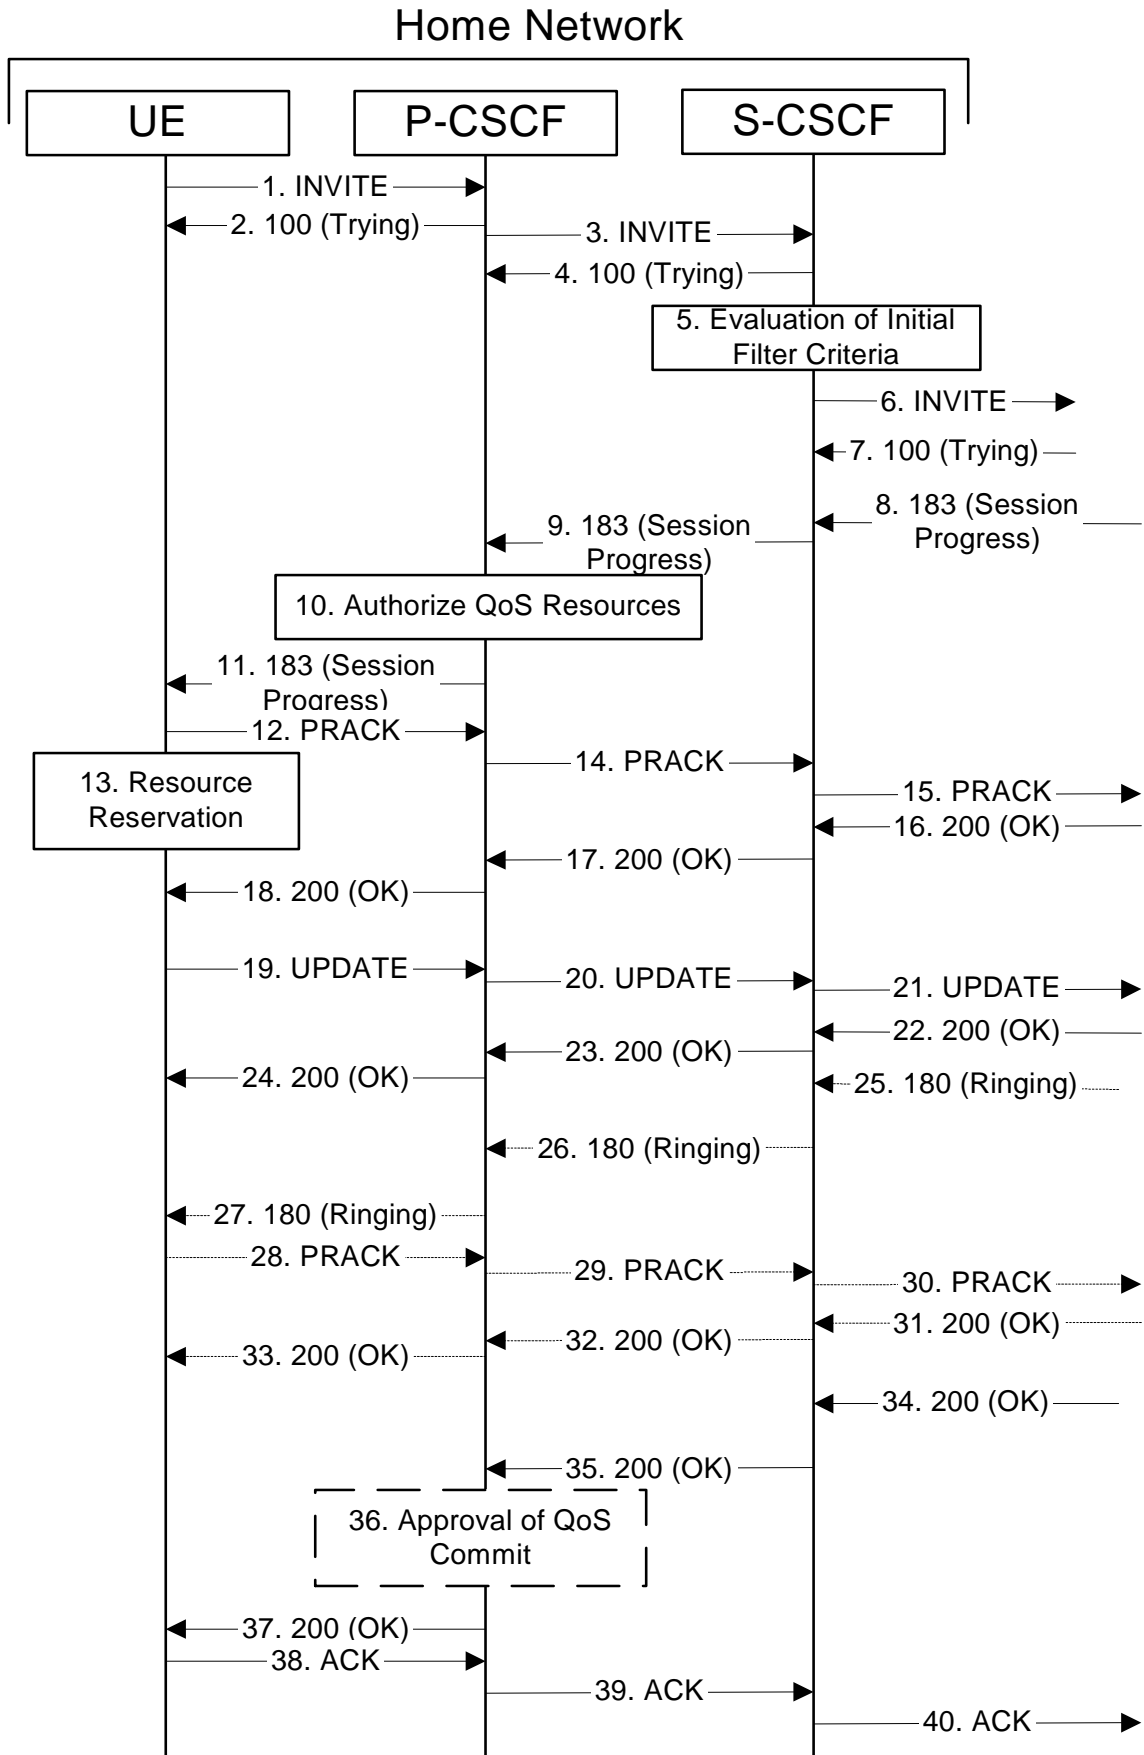 Home Network
UE
P-CSCF
S-CSCF
1. INVITE
2. 100 (Trying)
3. INVITE
4. 100 (Trying)
5. Evaluation of Initial
Filter Criteria
6. INVITE
7. 100 (Trying)
8. 183 (Session
Progress)
9. 183 (Session
Progress)
10. Authorize QoS Resources
11. 183 (Session
Progress)
12. PRACK
13. Resource
Reservation
14. PRACK
15. PRACK
16. 200 (OK)
17. 200 (OK)
18. 200 (OK)
19. UPDATE
20. UPDATE
21. UPDATE
22. 200 (OK)
23. 200 (OK)
24. 200 (OK)
25. 180 (Ringing)
26. 180 (Ringing)
27. 180 (Ringing)
28. PRACK
29. PRACK
30. PRACK
31. 200 (OK)
32. 200 (OK)
33. 200 (OK)
34. 200 (OK)
35. 200 (OK)
36. Approval of QoS
Commit
37. 200 (OK)
38. ACK
39. ACK
40. ACK